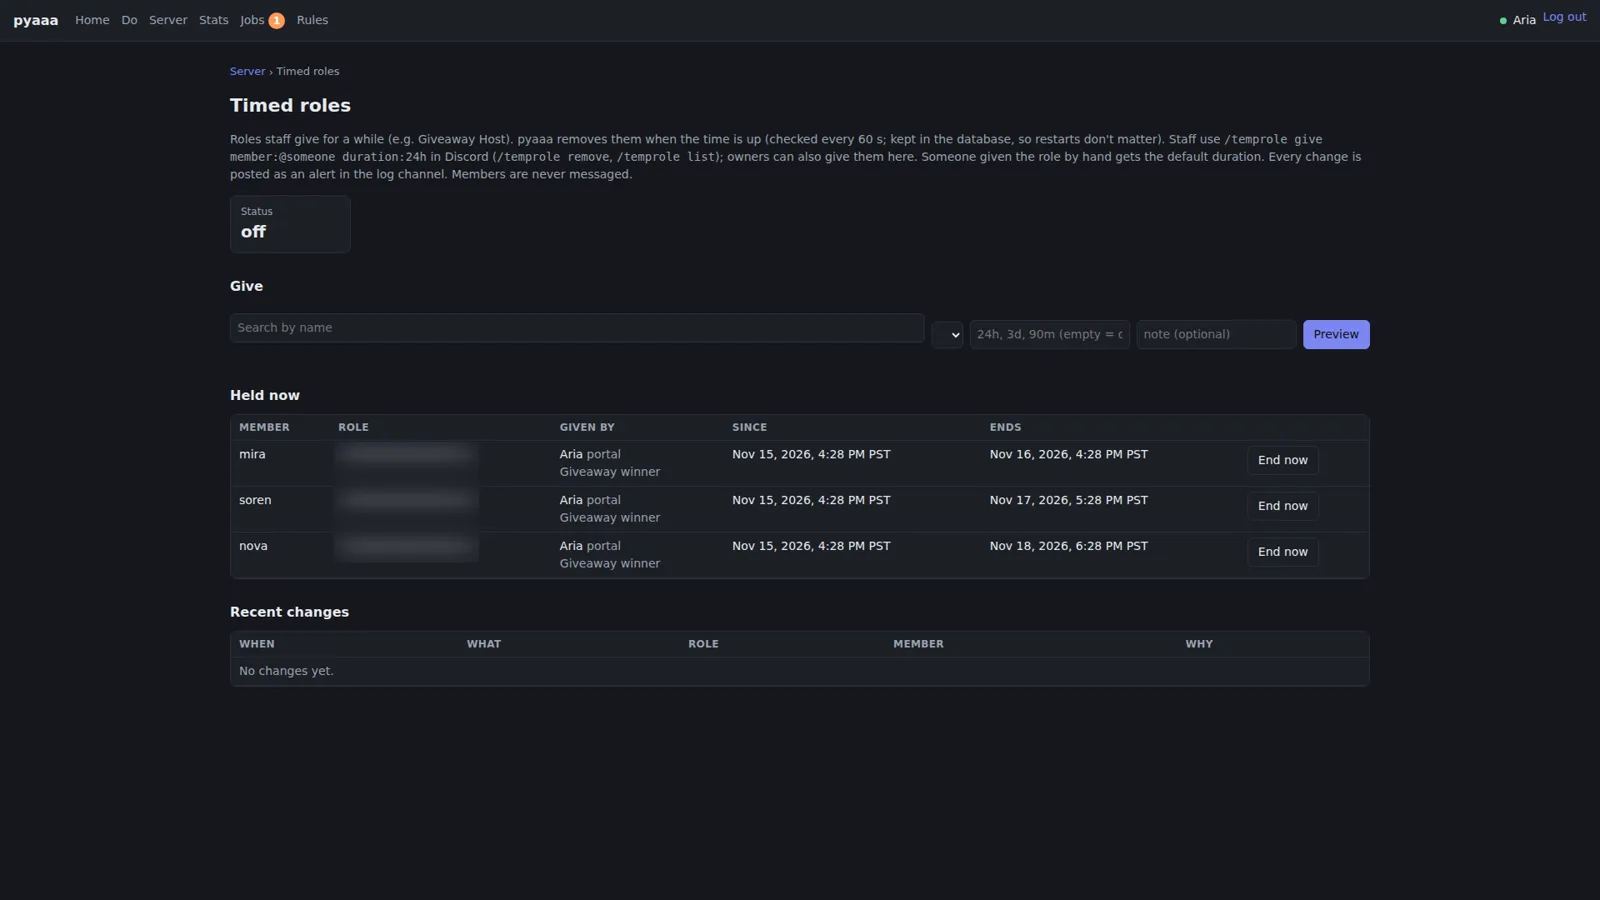 pyaaa Home Do Server Stats Jobs 1 Rules Aria Log out
Server › Timed roles
Timed roles
Roles staff give for a while (e.g. Giveaway Host). pyaaa removes them when the time is up (checked every 60 s; kept in the database, so restarts don't matter). Staff use /temprole give
member:@someone duration:24h in Discord (/temprole remove, /temprole list); owners can also give them here. Someone given the role by hand gets the default duration. Every change is
posted as an alert in the log channel. Members are never messaged.
Status
off
Give
Search by name 24h, 3d, 90m (empty = note (optional) Preview
Held now
MEMBER ROLE GIVEN BY SINCE ENDS
mira Aria portal Nov 15, 2026, 4:28 PM PST Nov 16, 2026, 4:28 PM PST End now
Giveaway winner
soren Aria portal Nov 15, 2026, 4:28 PM PST Nov 17, 2026, 5:28 PM PST End now
Giveaway winner
nova Aria portal Nov 15, 2026, 4:28 PM PST Nov 18, 2026, 6:28 PM PST End now
Giveaway winner
Recent changes
WHEN WHAT ROLE MEMBER WHY
No changes yet.